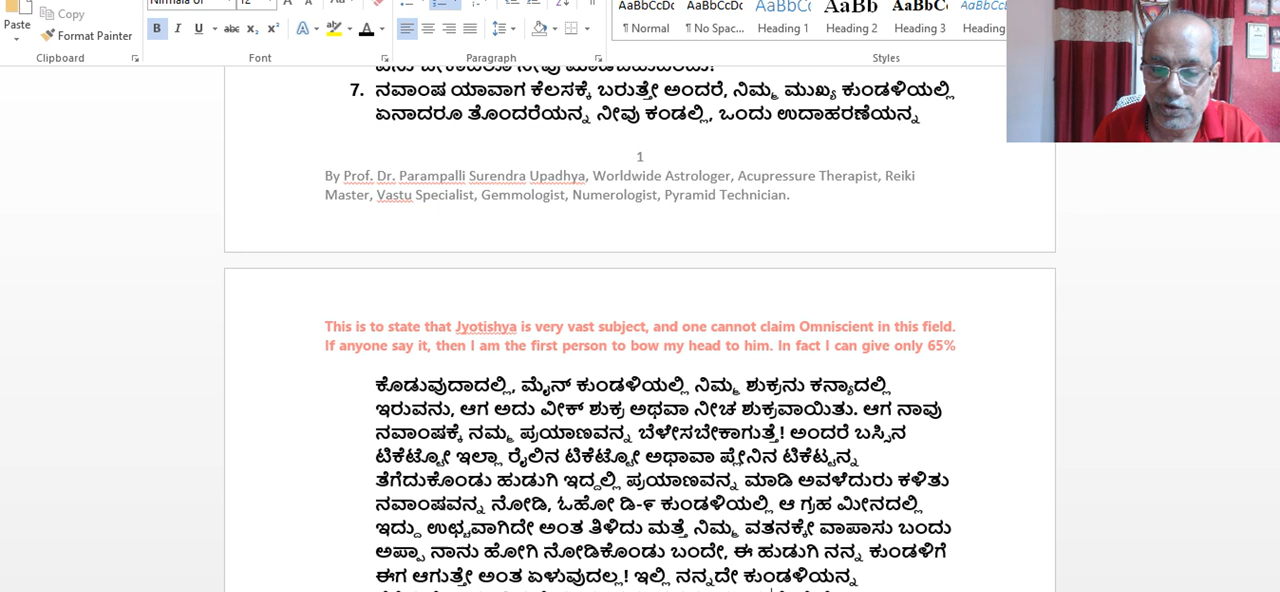 Paste
Copy
Format Painter
Clipboard
Font
Paragraph
Styles
AaBbCcDc AaBbCcDc AaBbCc AaBb AaBbCc AaBbCcDc
¶ Normal ¶ No Spac... Heading 1 Heading 2 Heading 3 Heading
7. ನವಾಂಷ ಯಾವಾಗ ಕೆಲಸಕ್ಕೆ ಬರುತ್ತೇ ಅಂದರೆ, ನಿಮ್ಮ ಮುಖ್ಯ ಕುಂಡಳಿಯಲ್ಲಿ
ಏನಾದರೂ ತೊಂದರೆಯನ್ನ ನೀವು ಕಂಡಲ್ಲಿ, ಒಂದು ಉದಾಹರಣೆಯನ್ನ
1
By Prof. Dr. Parampalli Surendra Upadhya, Worldwide Astrologer, Acupressure Therapist, Reiki
Master, Vastu Specialist, Gemmologist, Numerologist, Pyramid Technician.
This is to state that Jyotishya is very vast subject, and one cannot claim Omniscient in this field.
If anyone say it, then I am the first person to bow my head to him. In fact I can give only 65%
ಕೊಡುವುದಾದಲ್ಲಿ, ಮೈನ್ ಕುಂಡಳಿಯಲ್ಲಿ ನಿಮ್ಮ ಶುಕ್ರನು ಕನ್ಯಾದಲ್ಲಿ
ಇರುವನು, ಆಗ ಅದು ವೀಕ್ ಶುಕ್ರ ಅಥವಾ ನೀಚ ಶುಕ್ರವಾಯಿತು. ಆಗ ನಾವು
ನವಾಂಷಕ್ಕೆ ನಮ್ಮ ಪ್ರಯಾಣವನ್ನ ಬೆಳೇಸಬೇಕಾಗುತ್ತೆ! ಅಂದರೆ ಬಸ್ಸಿನ
ಟಿಕೆಟ್ಟೋ ಇಲ್ಲಾ ರೈಲಿನ ಟಿಕೆಟ್ಟೋ ಅಥಾವಾ ಪ್ಲೇನಿನ ಟಿಕೆಟ್ಟನ್ನ
ತೆಗೆದುಕೊಂಡು ಹುಡುಗಿ ಇದ್ದಲ್ಲಿ ಪ್ರಯಾಣವನ್ನ ಮಾಡಿ ಅವಳೆದುರು ಕಳಿತು
ನವಾಂಷವನ್ನ ನೋಡಿ, ಓಹೋ ಡಿ-೯ ಕುಂಡಳಿಯಲ್ಲಿ ಆ ಗ್ರಹ ಮೀನದಲ್ಲಿ
ಇದ್ದು ಉಛ್ಚವಾಗಿದೇ ಅಂತ ತಿಳಿದು ಮತ್ತೆ ನಿಮ್ಮ ವತನಕ್ಕೇ ವಾಪಾಸು ಬಂದು
ಅಪ್ಪಾ ನಾನು ಹೋಗಿ ನೋಡಿಕೊಂಡು ಬಂದೇ, ಈ ಹುಡುಗಿ ನನ್ನ ಕುಂಡಳಿಗೆ
ಈಗ ಆಗುತ್ತೇ ಅಂತ ಏಳುವುದಲ್ಲ! ಇಲ್ಲಿ ನನ್ನದೇ ಕುಂಡಳಿಯನ್ನ